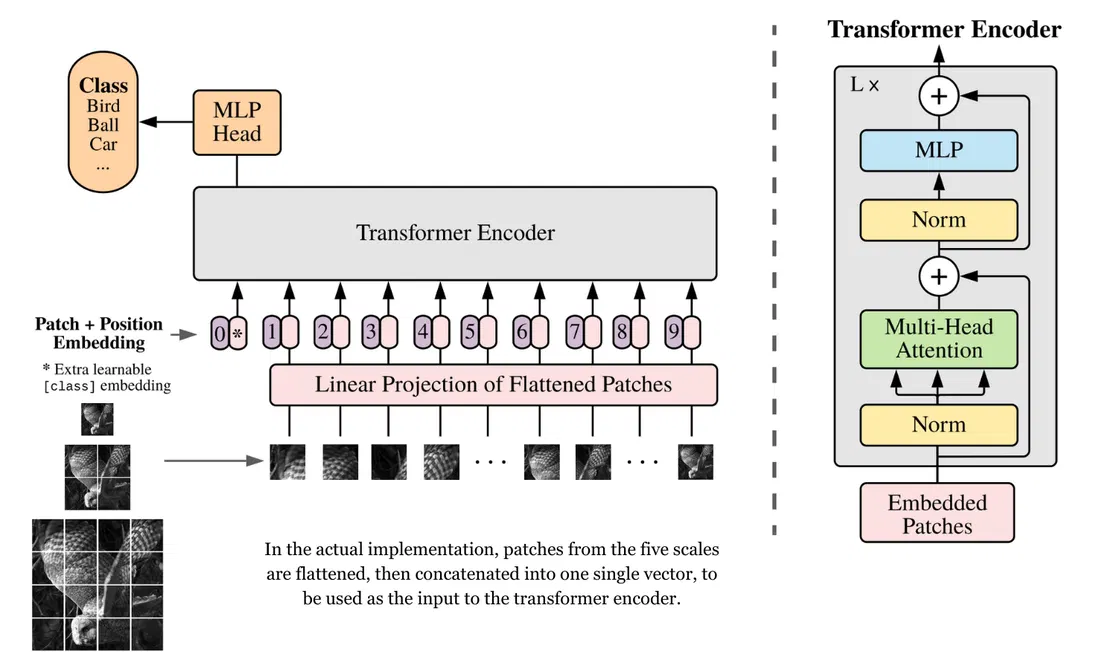 Class
Bird
Ball
Car
...
MLP
Head
Transformer Encoder
Patch + Position
Embedding
* Extra learnable
[class] embedding
0 * 1 2 3 4 5 6 7 8 9
Linear Projection of Flattened Patches
... ...
In the actual implementation, patches from the five scales
are flattened, then concatenated into one single vector, to
be used as the input to the transformer encoder.
Transformer Encoder
L ×
+
MLP
Norm
+
Multi-Head
Attention
Norm
Embedded
Patches